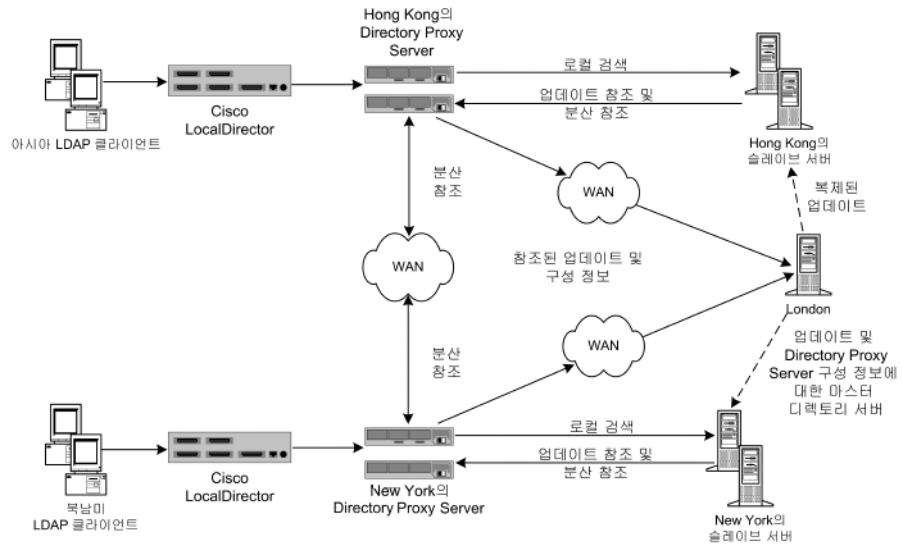 Hong Kong의
Directory Proxy
Server
로컬 검색
Cisco
LocalDirector
업데이트 참조 및
분산 참조
아시아 LDAP 클라이언트
Hong Kong의
슬레이브 서버
분산
참조
WAN
복제된
업데이트
WAN
참조된 업데이트 및
구성 정보
London
WAN
업데이트 및
Directory Proxy
Server 구성 정보에
대한 마스터
디렉토리 서버
분산
참조
로컬 검색
업데이트 참조 및
분산 참조
Cisco
LocalDirector
New York의
Directory Proxy Server
북남미
LDAP 클라이언트
New York의
슬레이브 서버